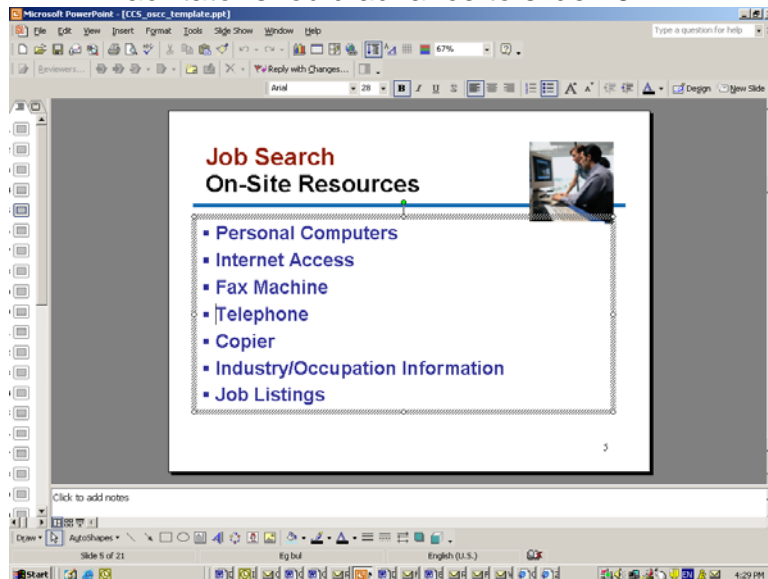 Microsoft PowerPoint - [CCS_oscc_template.ppt]
File Edit View Insert Format Tools Slide Show Window Help
Type a question for help
67%
Reviewers... Reply with Changes...
Arial 28 B I U S A A A Design New Slide
Job Search
On-Site Resources
▪ Personal Computers
▪ Internet Access
▪ Fax Machine
▪ Telephone
▪ Copier
▪ Industry/Occupation Information
▪ Job Listings
5
Click to add notes
Draw AutoShapes
Slide 5 of 21 Eg bul English (U.S.)
Start EN 4:29 PM